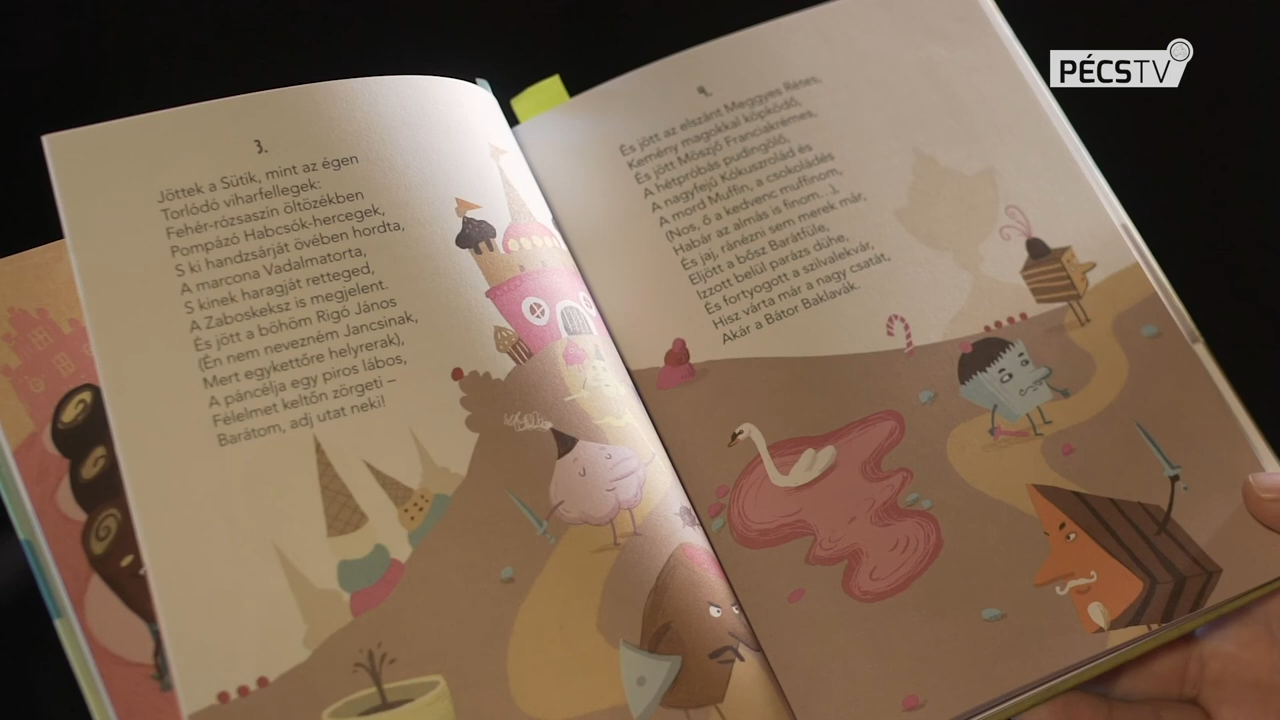 PÉCSTV
3.
Jöttek a Sütik, mint az égen
Torlódó viharfellegek:
Fehér-rózsaszín öltözékben
Pompázó Habcsók-hercegek,
S ki handzsárját övében hordta,
A marcona Vadalmatorta,
S kinek haragját retteged,
A Zaboskeksz is megjelent.
És jött a böhöm Rigó János
(Én nem nevezném Jancsinak,
Mert egykettőre helyrerak),
A páncélja egy piros lábos,
Félelmet keltőn zörgeti –
Barátom, adj utat neki!
4.
És jött az elszánt Meggyes Rétes,
Kemény magokkal köpködő,
És jött Möszjő Franciakrémes,
A hétpróbás pudingölő,
A nagyfejű Kókuszrolád és
A mord Muffin, a csokoládés
(Nos, ő a kedvenc muffinom,
Habár az almás is finom…),
És jaj, ránézni sem merek már,
Eljött a bősz Barátfüle,
Izzott belül parázs dühe,
És fortyogott a szilvalekvár,
Hisz várta már a nagy csatát,
Akár a Bátor Baklavák.